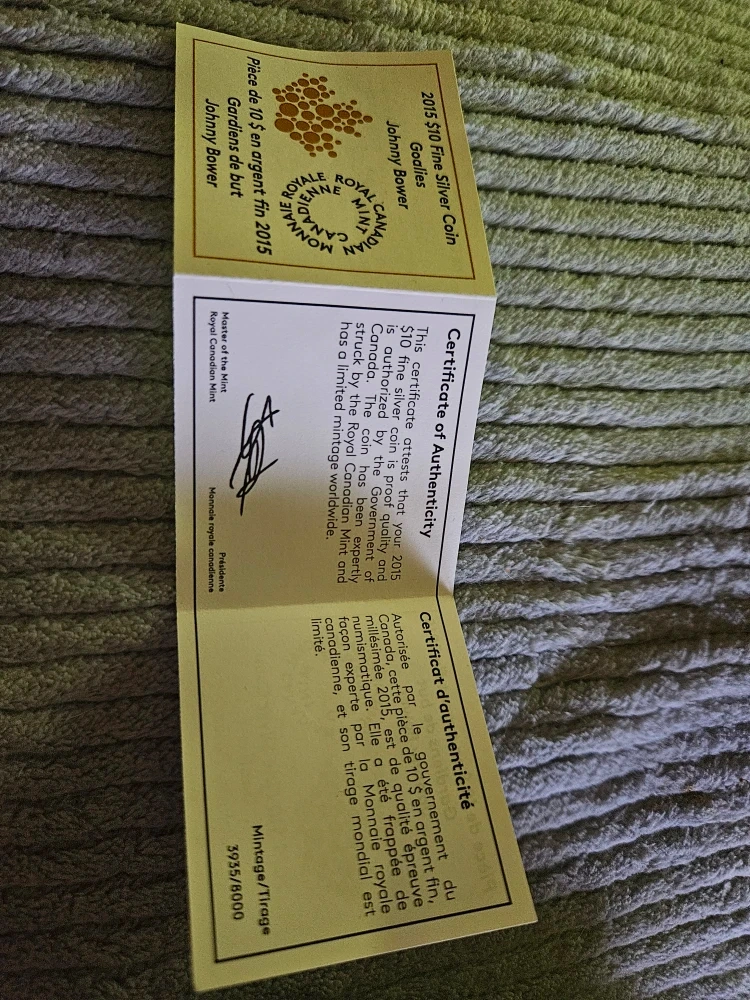 2015 $10 Fine Silver Coin
Goalies
Johnny Bower
ROYAL CANADIAN MINT
MONNAIE ROYALE CANADIENNE
Pièce de 10 $ en argent fin 2015
Gardiens de but
Johnny Bower
Certificate of Authenticity
This certificate attests that your 2015
$10 fine silver coin is proof quality and
is authorized by the Government of
Canada. The coin has been expertly
struck by the Royal Canadian Mint and
has a limited mintage worldwide.
Master of the Mint
Royal Canadian Mint
Présidente
Monnaie royale canadienne
Certificat d'authenticité
Autorisée par le gouvernement du
Canada, cette pièce de 10 $ en argent fin,
millésimée 2015, est de qualité épreuve
numismatique. Elle a été frappée de
façon experte par la Monnaie royale
canadienne, et son tirage mondial est
limité.
Mintage/Tirage
3935/8000